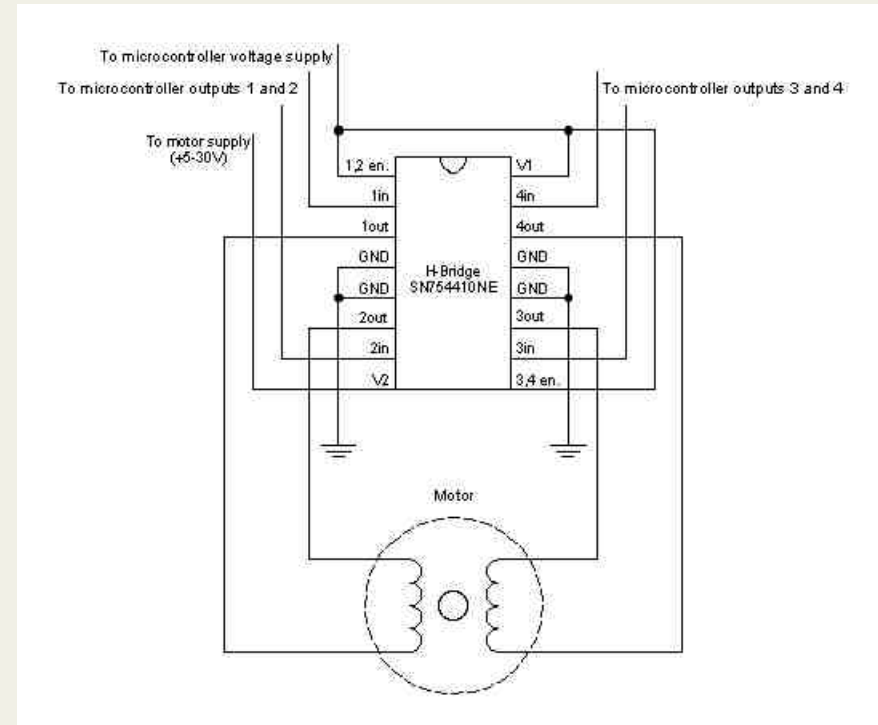 To microcontroller voltage supply
To microcontroller outputs 1 and 2
To microcontroller outputs 3 and 4
To motor supply
(+5-30V)
1,2 en.
V1
1in
4in
1out
4out
GND
GND
H-Bridge
GND
SN754410NE
GND
2out
3out
2in
3in
V2
3,4 en.
Motor